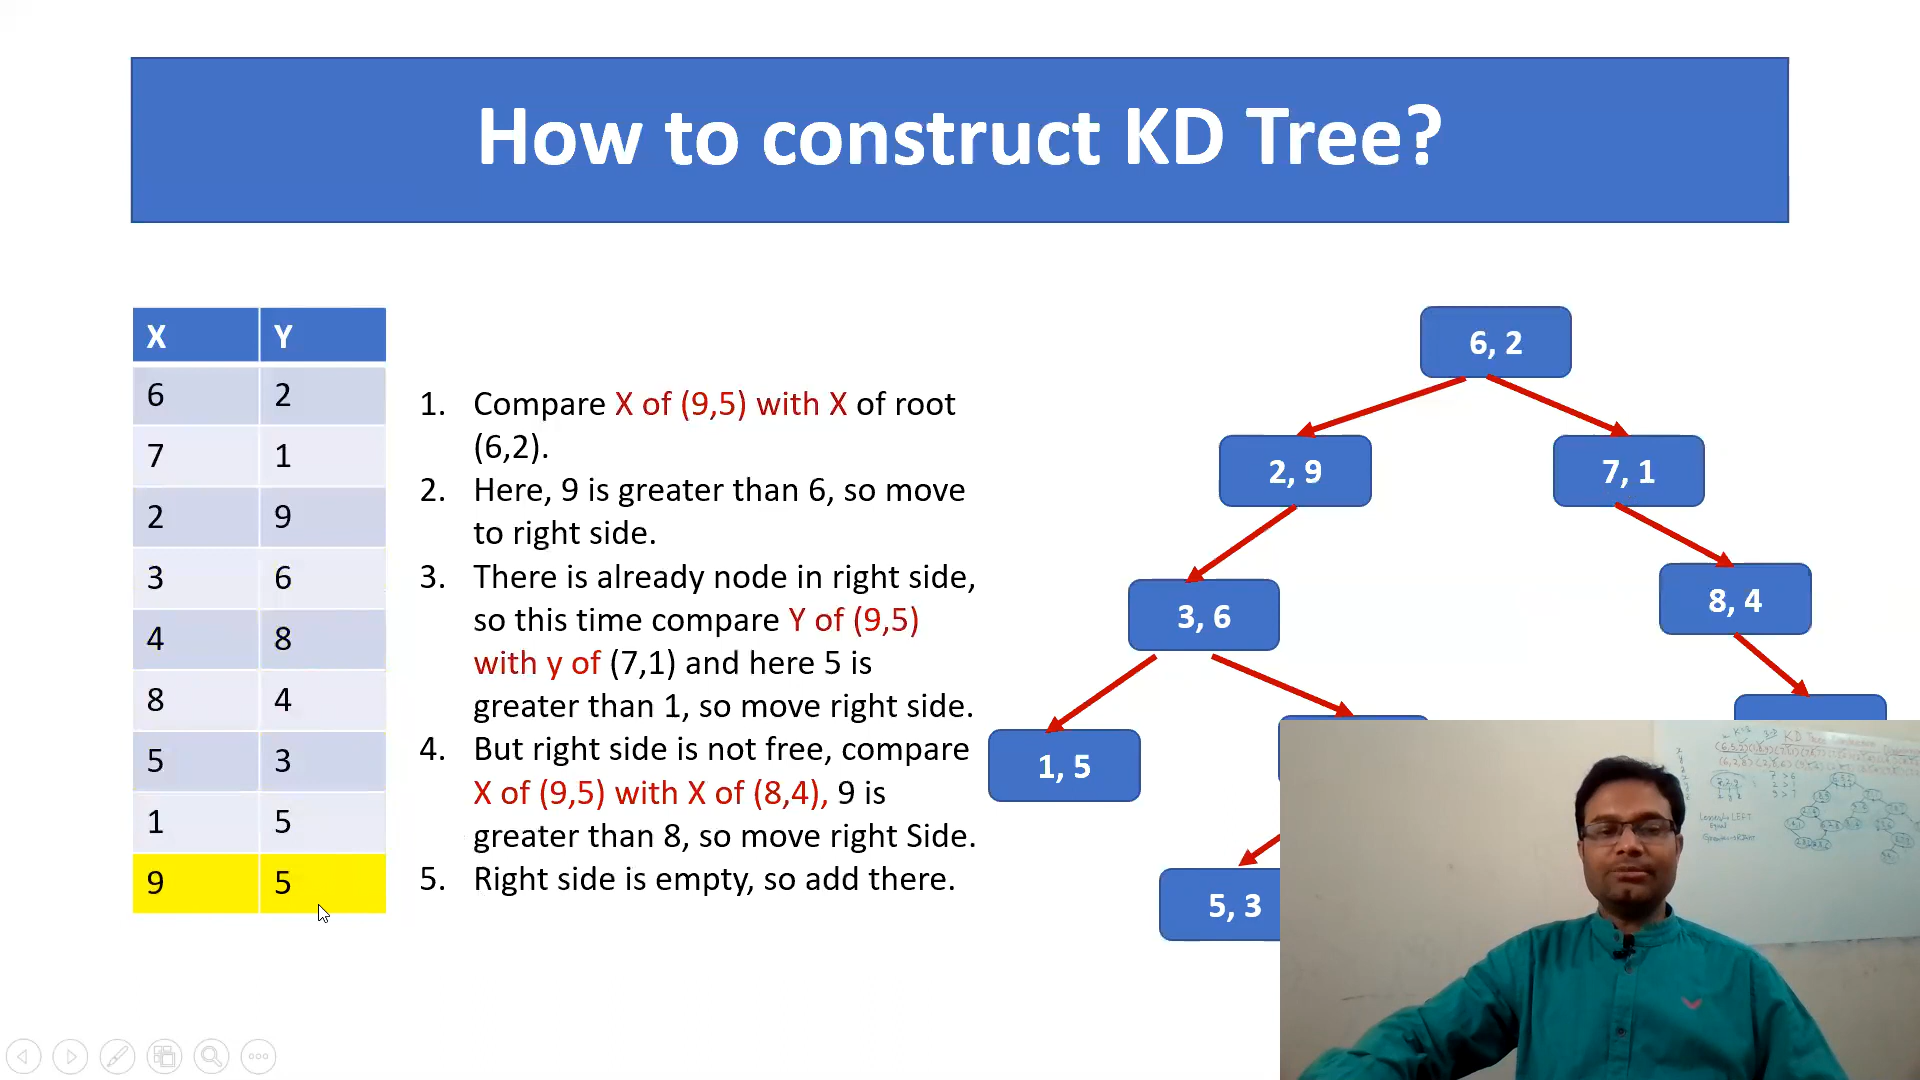 How to construct KD Tree?
X Y
6 2
7 1
2 9
3 6
4 8
8 4
5 3
1 5
9 5
1. Compare X of (9,5) with X of root
(6,2).
2. Here, 9 is greater than 6, so move
to right side.
3. There is already node in right side,
so this time compare Y of (9,5)
with y of (7,1) and here 5 is
greater than 1, so move right side.
4. But right side is not free, compare
X of (9,5) with X of (8,4), 9 is
greater than 8, so move right Side.
5. Right side is empty, so add there.
6, 2
2, 9
7, 1
3, 6
8, 4
1, 5
5, 3
KD Tree
LEFT
Equal